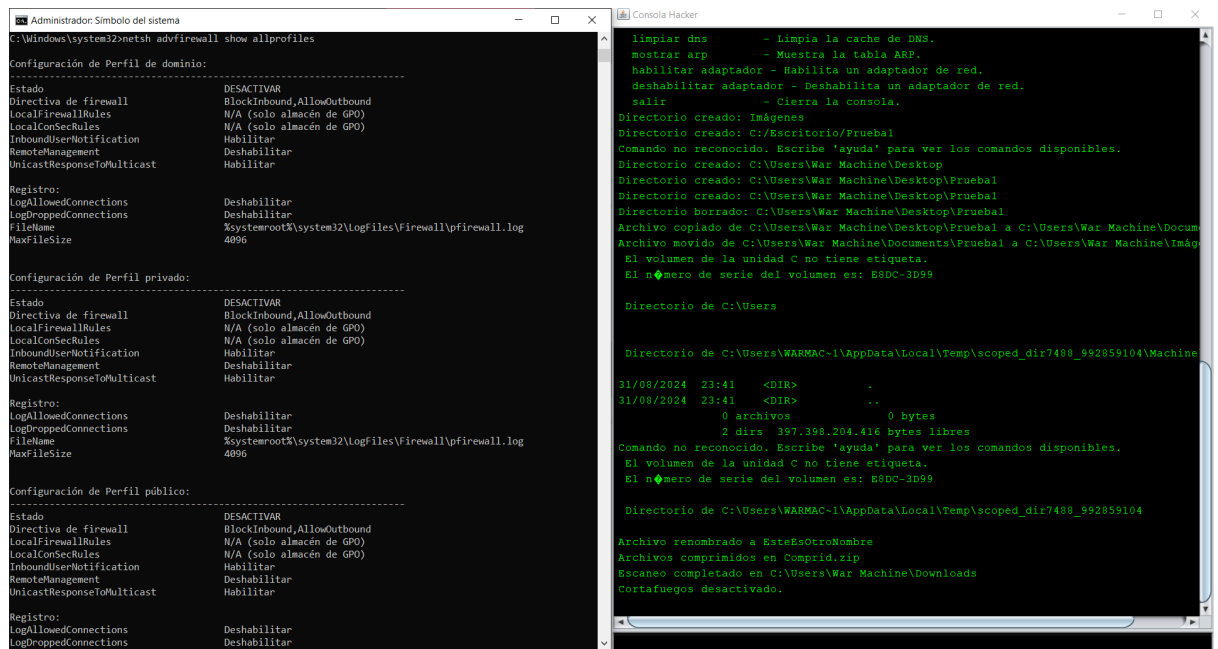 Administrador: Símbolo del sistema
C:\Windows\system32>netsh advfirewall show allprofiles
Configuración de Perfil de dominio:
----------------------------------------------------------------------
Estado DESACTIVAR
Directiva de firewall BlockInbound,AllowOutbound
LocalFirewallRules N/A (solo almacén de GPO)
LocalConSecRules N/A (solo almacén de GPO)
InboundUserNotification Habilitar
RemoteManagement Deshabilitar
UnicastResponseToMulticast Habilitar
Registro:
LogAllowedConnections Deshabilitar
LogDroppedConnections Deshabilitar
FileName %systemroot%\system32\LogFiles\Firewall\pfirewall.log
MaxFileSize 4096
Configuración de Perfil privado:
----------------------------------------------------------------------
Estado DESACTIVAR
Directiva de firewall BlockInbound,AllowOutbound
LocalFirewallRules N/A (solo almacén de GPO)
LocalConSecRules N/A (solo almacén de GPO)
InboundUserNotification Habilitar
RemoteManagement Deshabilitar
UnicastResponseToMulticast Habilitar
Registro:
LogAllowedConnections Deshabilitar
LogDroppedConnections Deshabilitar
FileName %systemroot%\system32\LogFiles\Firewall\pfirewall.log
MaxFileSize 4096
Configuración de Perfil público:
----------------------------------------------------------------------
Estado DESACTIVAR
Directiva de firewall BlockInbound,AllowOutbound
LocalFirewallRules N/A (solo almacén de GPO)
LocalConSecRules N/A (solo almacén de GPO)
InboundUserNotification Habilitar
RemoteManagement Deshabilitar
UnicastResponseToMulticast Habilitar
Registro:
LogAllowedConnections Deshabilitar
LogDroppedConnections Deshabilitar
Consola Hacker
limpiar dns - Limpia la cache de DNS.
mostrar arp - Muestra la tabla ARP.
habilitar adaptador - Habilita un adaptador de red.
deshabilitar adaptador - Deshabilita un adaptador de red.
salir - Cierra la consola.
Directorio creado: Imágenes
Directorio creado: C:/Escritorio/Prueba1
Comando no reconocido. Escribe 'ayuda' para ver los comandos disponibles.
Directorio creado: C:\Users\War Machine\Desktop
Directorio creado: C:\Users\War Machine\Desktop\Prueba1
Directorio creado: C:\Users\War Machine\Desktop\Prueba1
Directorio borrado: C:\Users\War Machine\Desktop\Prueba1
Archivo copiado de C:\Users\War Machine\Desktop\Prueba1 a C:\Users\War Machine\Docum
Archivo movido de C:\Users\War Machine\Documents\Prueba1 a C:\Users\War Machine\Imág
El volumen de la unidad C no tiene etiqueta.
El n�mero de serie del volumen es: E8DC-3D99
Directorio de C:\Users
Directorio de C:\Users\WARMAC~1\AppData\Local\Temp\scoped_dir7488_992859104\Machine
31/08/2024 23:41 <DIR> .
31/08/2024 23:41 <DIR> ..
0 archivos 0 bytes
2 dirs 397.398.204.416 bytes libres
Comando no reconocido. Escribe 'ayuda' para ver los comandos disponibles.
El volumen de la unidad C no tiene etiqueta.
El n�mero de serie del volumen es: E8DC-3D99
Directorio de C:\Users\WARMAC~1\AppData\Local\Temp\scoped_dir7488_992859104
Archivo renombrado a EsteEsOtroNombre
Archivos comprimidos en Comprid.zip
Escaneo completado en C:\Users\War Machine\Downloads
Cortafuegos desactivado.